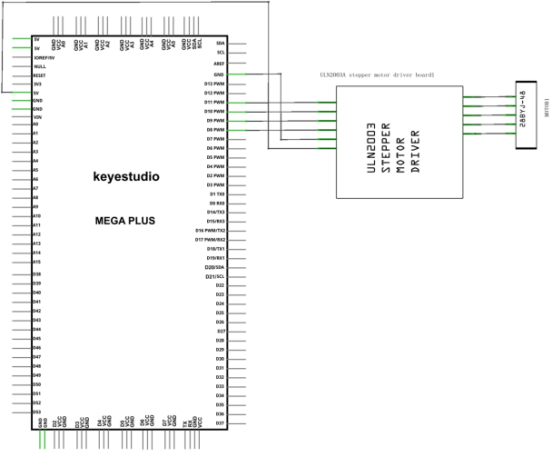 GND
VCC
A0
GND
VCC
A1
GND
VCC
A2
GND
VCC
A3
GND
VCC
A4
GND
VCC
A5
GND
VCC
SDA
SCL
5V
5V
IOREF/5V
NULL
RESET
3V3
5V
GND
GND
VIN
A0
A1
A2
A3
A4
A5
A6
A7
A8
A9
A10
A11
A12
A13
A14
A15
D38
D39
D40
D41
D42
D43
D44
D45
D46
D47
D48
D49
D50
D51
D52
D53
keyestudio
MEGA PLUS
SDA
SCL
AREF
GND
D13 PWM
D12 PWM
D11 PWM
D10 PWM
D9 PWM
D8 PWM
D7 PWM
D6 PWM
D5 PWM
D4 PWM
D3 PWM
D2 PWM
D1 TX0
D0 RX0
D14/TX3
D15/RX3
D16 PWM/TX2
D17 PWM/RX2
D18/TX1
D19/RX1
D20/SDA
D21/SCL
D22
D23
D24
D25
D26
D27
D28
D29
D30
D31
D32
D33
D34
D35
D36
D37
GND
GND
D2
VCC
GND
D3
VCC
GND
D4
VCC
GND
D5
VCC
GND
VCC
GND
D7
VCC
GND
TX
RX
GND
VCC
ULN2003A stepper motor driver board1
ULN2003
STEPPER
MOTOR
DRIVER
28BYJ-48
MOTOR1